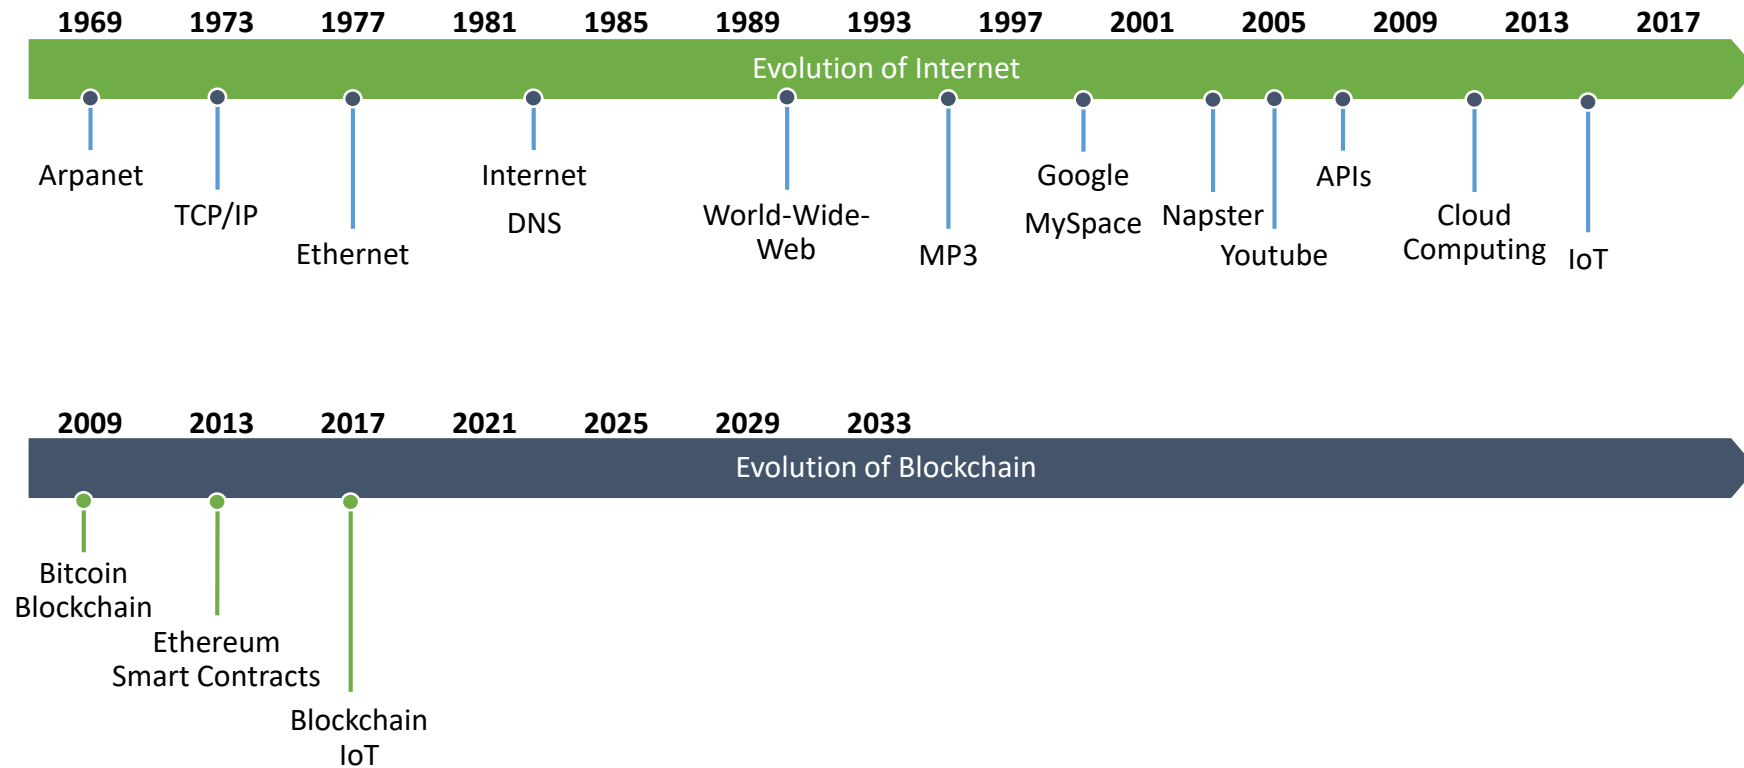 1969 1973 1977 1981 1985 1989 1993 1997 2001 2005 2009 2013 2017
Evolution of Internet
Arpanet
TCP/IP
Ethernet
Internet
DNS
World-Wide-
Web
MP3
Google
MySpace
Napster
Youtube
APIs
Cloud
Computing
IoT
2009 2013 2017 2021 2025 2029 2033
Evolution of Blockchain
Bitcoin
Blockchain
Ethereum
Smart Contracts
Blockchain
IoT